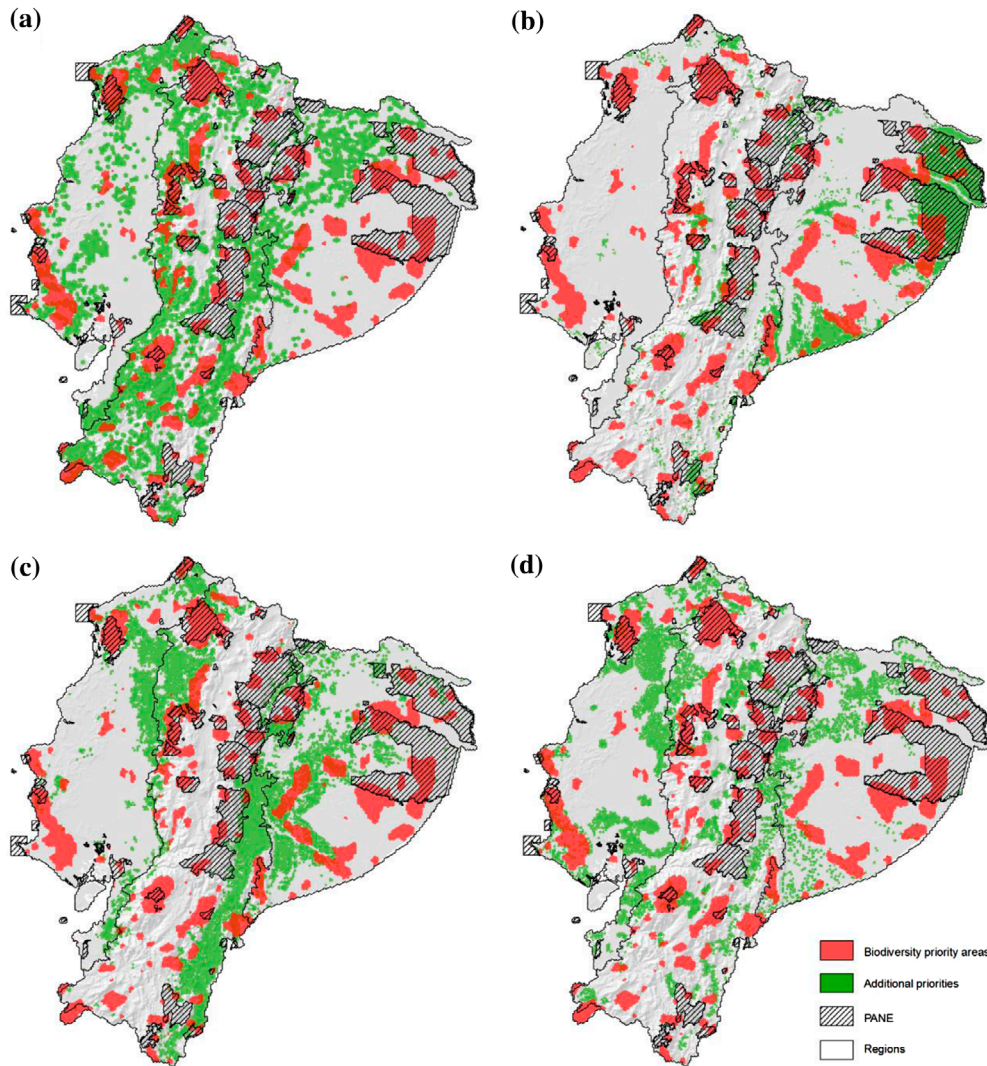 (a)
(b)
(c)
(d)
Biodiversity priority areas
Additional priorities
PANE
Regions